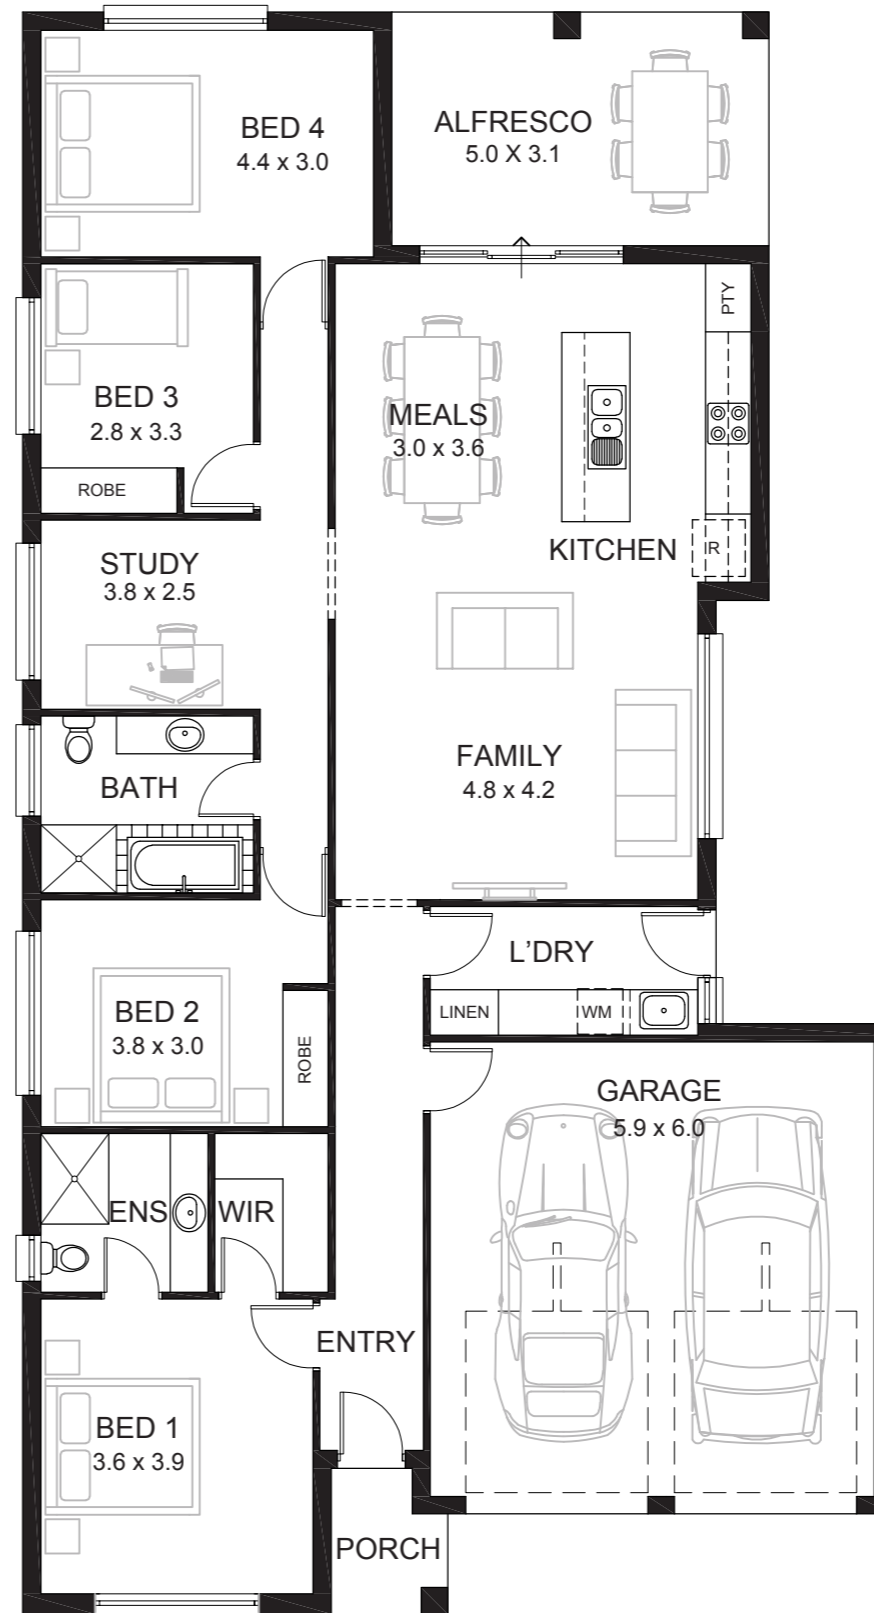 BED 4
4.4 x 3.0
ALFRESCO
5.0 X 3.1
PTY
BED 3
2.8 x 3.3
ROBE
MEALS
3.0 x 3.6
KITCHEN
R
STUDY
3.8 x 2.5
BATH
FAMILY
4.8 x 4.2
L'DRY
LINEN
WM
BED 2
3.8 x 3.0
ROBE
GARAGE
5.9 x 6.0
ENS
WIR
ENTRY
BED 1
3.6 x 3.9
PORCH